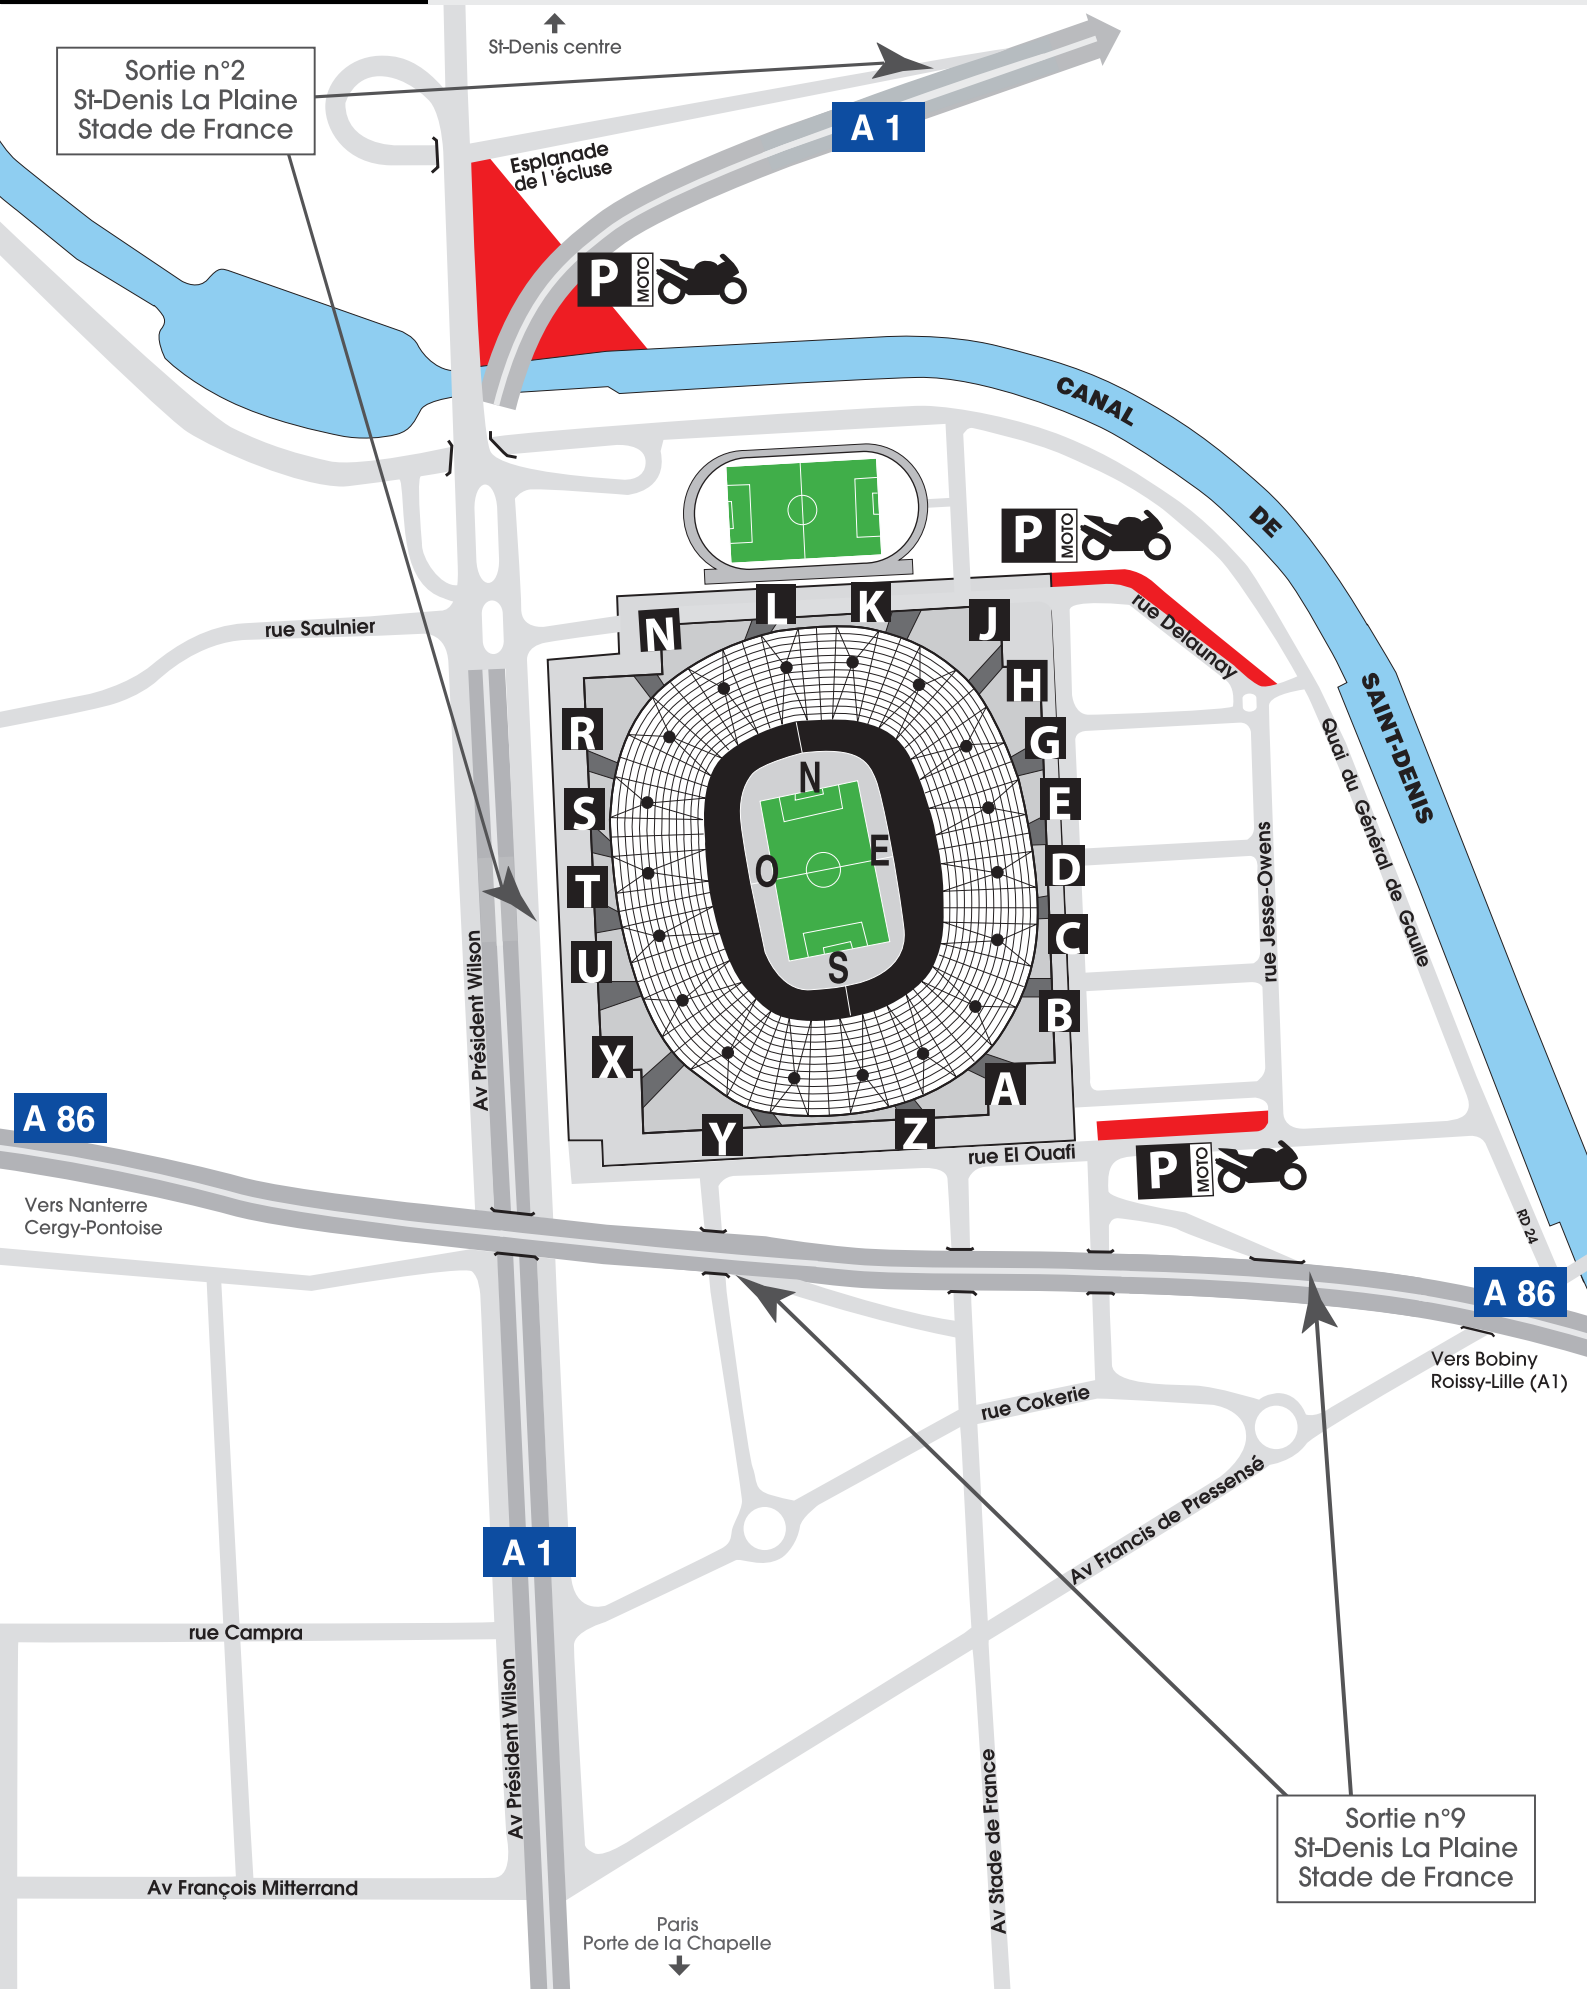 St-Denis centre
Sortie n°2
St-Denis La Plaine
Stade de France
A 1
Esplanade
de l 'écluse
P
MOTO
CANAL
DE
SAINT-DENIS
P
MOTO
rue Delaunay
rue Saulnier
N
L
K
J
H
R
G
S
E
T
D
U
C
X
B
A
Y
Z
N
O
E
S
Quai du Général de Gaulle
rue Jesse-Owens
Av Président Wilson
A 86
Vers Nanterre
Cergy-Pontoise
rue El Ouafi
P
MOTO
RD 24
A 86
Vers Bobiny
Roissy-Lille (A1)
rue Cokerie
Av Francis de Pressensé
A 1
rue Campra
Av Président Wilson
Av Stade de France
Sortie n°9
St-Denis La Plaine
Stade de France
Av François Mitterrand
Paris
Porte de la Chapelle